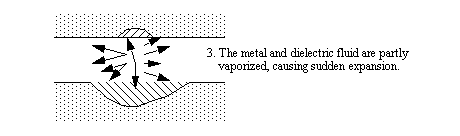 3. The metal and dielectric fluid are partly
vaporized, causing sudden expansion.